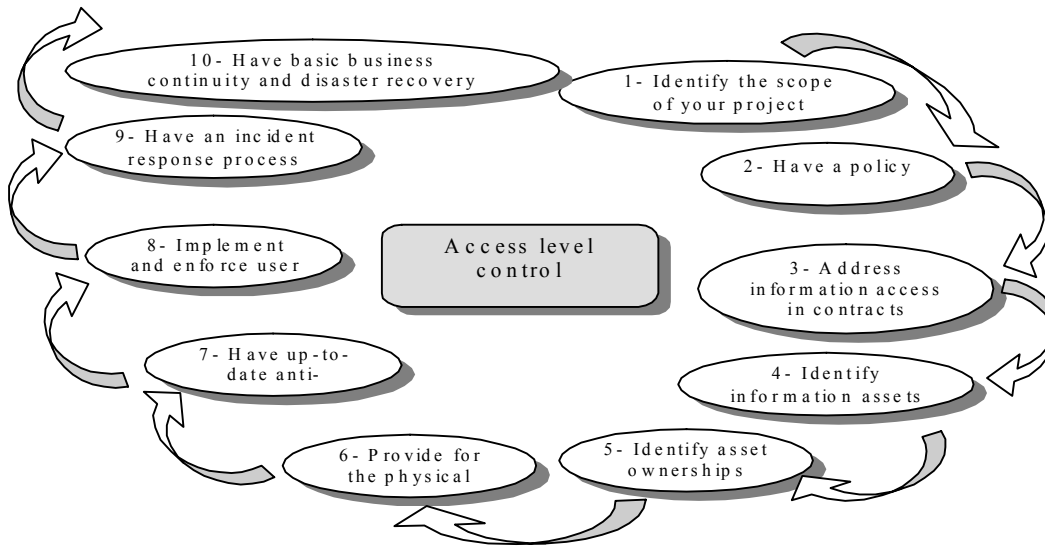 10- Have basic business
continuity and disaster recovery
1- Identify the scope
of your project
9- Have an incident
response process
2- Have a policy
8- Implement
and enforce user
Access level
control
3- Address
information access
in contracts
7- Have up-to-
date anti-
4- Identify
information assets
6- Provide for
the physical
5- Identify asset
ownerships